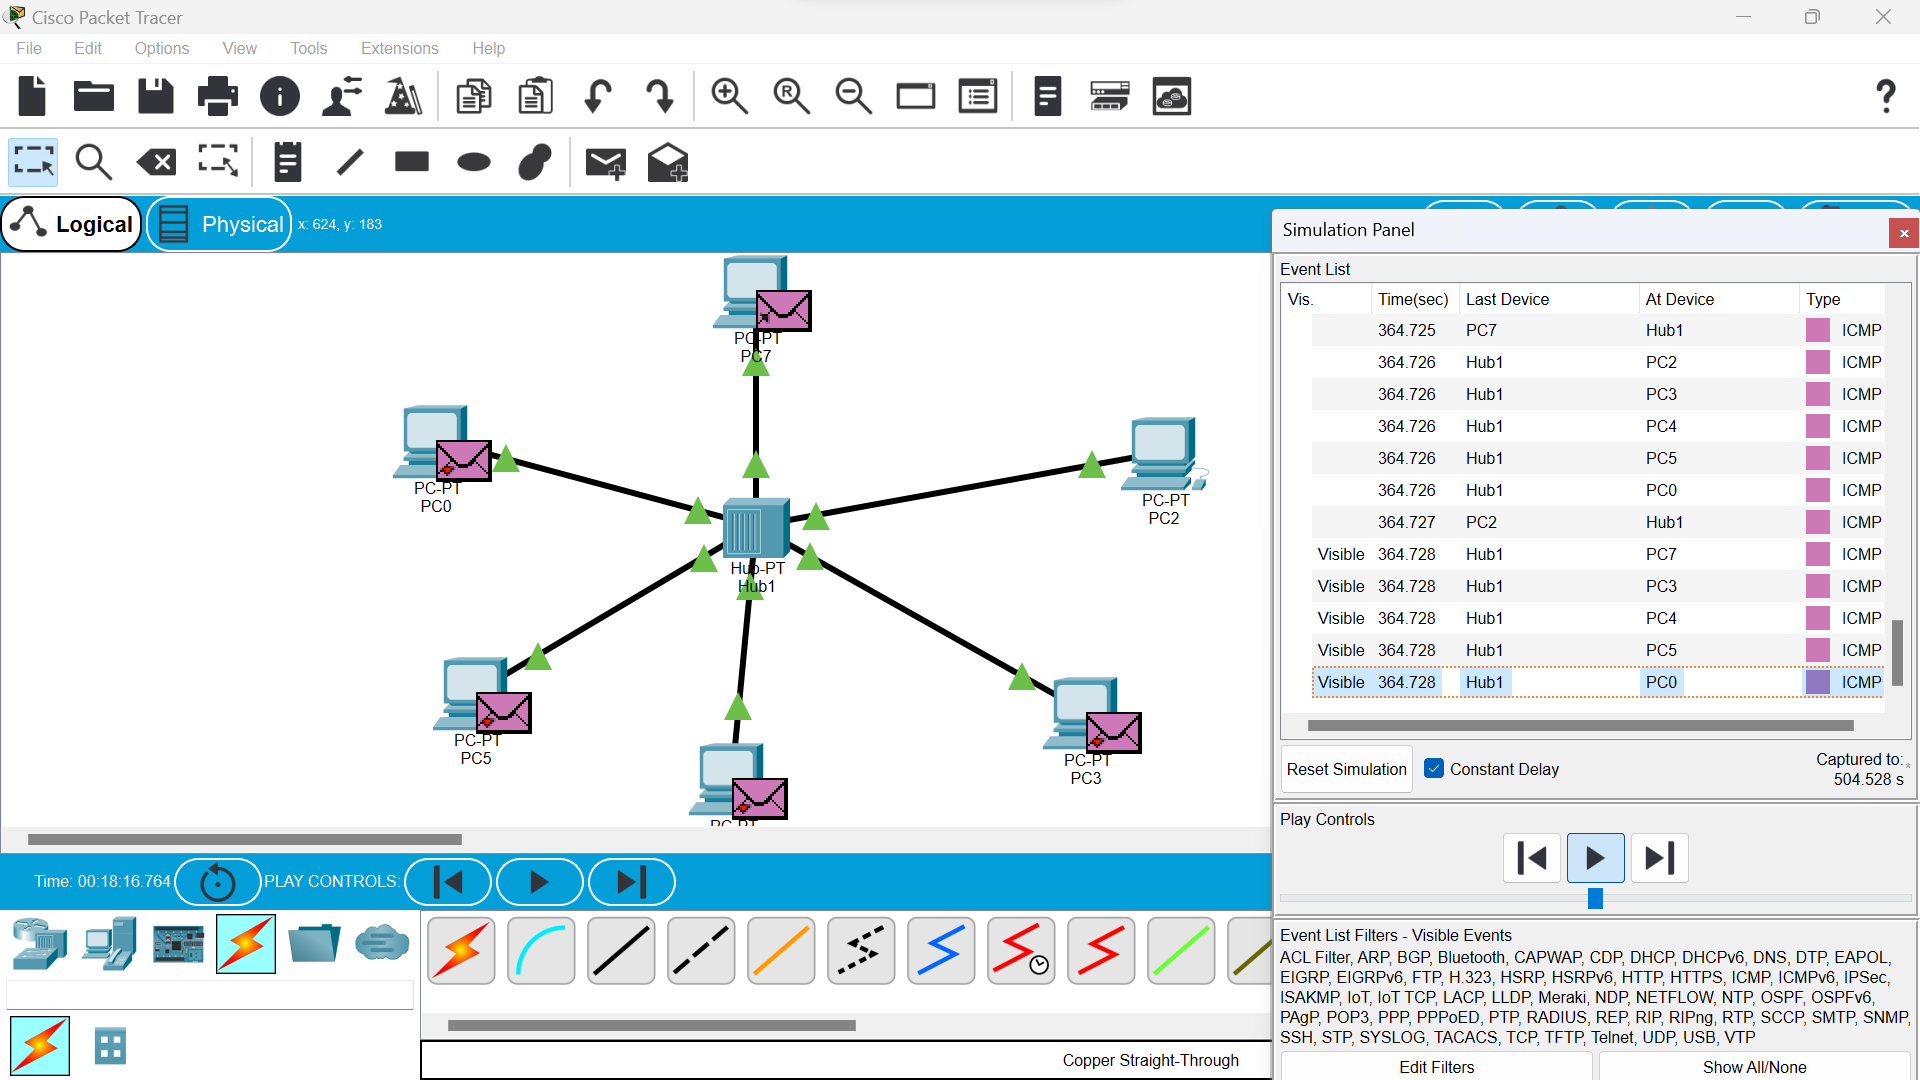 Cisco Packet Tracer
File Edit Options View Tools Extensions Help
Logical Physical x: 624, y: 183
PC-PT
PC7
PC-PT
PC0
PC-PT
PC2
Hub-PT
Hub1
PC-PT
PC5
PC-PT
PC3
PC-PT
Time: 00:18:16.764 PLAY CONTROLS:
Copper Straight-Through
Simulation Panel
Event List
Vis. Time(sec) Last Device At Device Type
364.725 PC7 Hub1 ICMP
364.726 Hub1 PC2 ICMP
364.726 Hub1 PC3 ICMP
364.726 Hub1 PC4 ICMP
364.726 Hub1 PC5 ICMP
364.726 Hub1 PC0 ICMP
364.727 PC2 Hub1 ICMP
Visible 364.728 Hub1 PC7 ICMP
Visible 364.728 Hub1 PC3 ICMP
Visible 364.728 Hub1 PC4 ICMP
Visible 364.728 Hub1 PC5 ICMP
Visible 364.728 Hub1 PC0 ICMP
Reset Simulation Constant Delay Captured to:*
504.528 s
Play Controls
Event List Filters - Visible Events
ACL Filter, ARP, BGP, Bluetooth, CAPWAP, CDP, DHCP, DHCPv6, DNS, DTP, EAPOL,
EIGRP, EIGRPv6, FTP, H.323, HSRP, HSRPv6, HTTP, HTTPS, ICMP, ICMPv6, IPSec,
ISAKMP, IoT, IoT TCP, LACP, LLDP, Meraki, NDP, NETFLOW, NTP, OSPF, OSPFv6,
PAgP, POP3, PPP, PPPoED, PTP, RADIUS, REP, RIP, RIPng, RTP, SCCP, SMTP, SNMP,
SSH, STP, SYSLOG, TACACS, TCP, TFTP, Telnet, UDP, USB, VTP
Edit Filters Show All/None